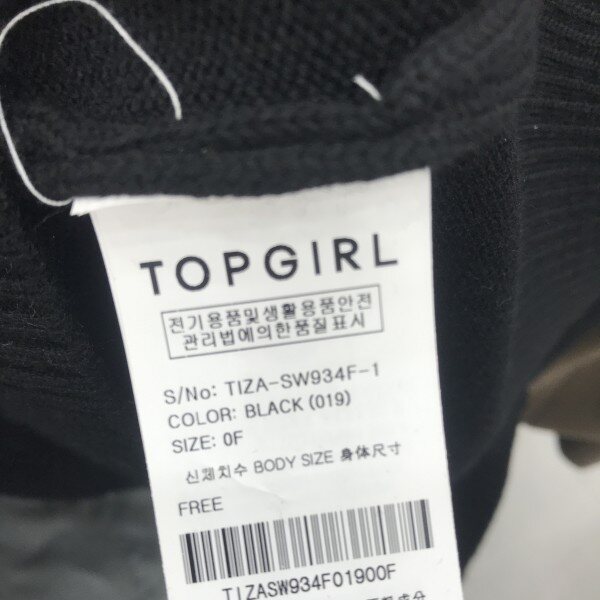 TOPGIRL
전기용품및생활용품안전
관리법에의한품질표시
S/No: TIZA-SW934F-1
COLOR: BLACK (019)
SIZE: 0F
신체치수 BODY SIZE 身体尺寸
FREE
TIZASW934F01900F